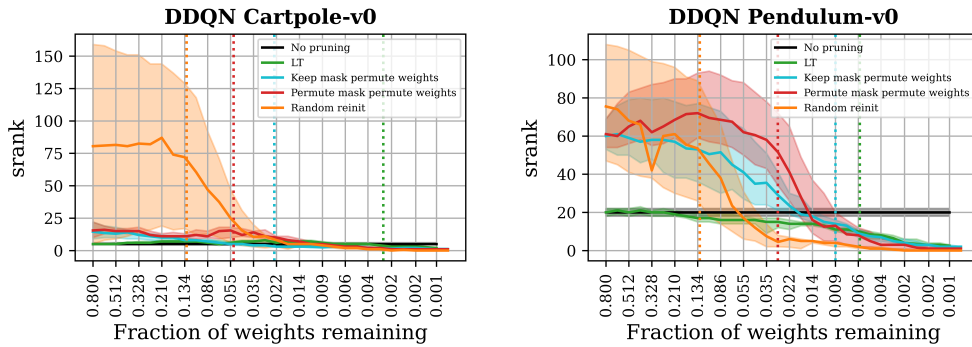 DDQN Cartpole-v0
srank
150
125
100
75
50
25
0
No pruning
LT
Keep mask permute weights
Permute mask permute weights
Random reinit
0.800
0.512
0.328
0.210
0.134
0.086
0.055
0.035
0.022
0.014
0.009
0.006
0.004
0.002
0.002
0.001
Fraction of weights remaining
DDQN Pendulum-v0
srank
100
80
60
40
20
0
No pruning
LT
Keep mask permute weights
Permute mask permute weights
Random reinit
0.800
0.512
0.328
0.210
0.134
0.086
0.055
0.035
0.022
0.014
0.009
0.006
0.004
0.002
0.002
0.001
Fraction of weights remaining